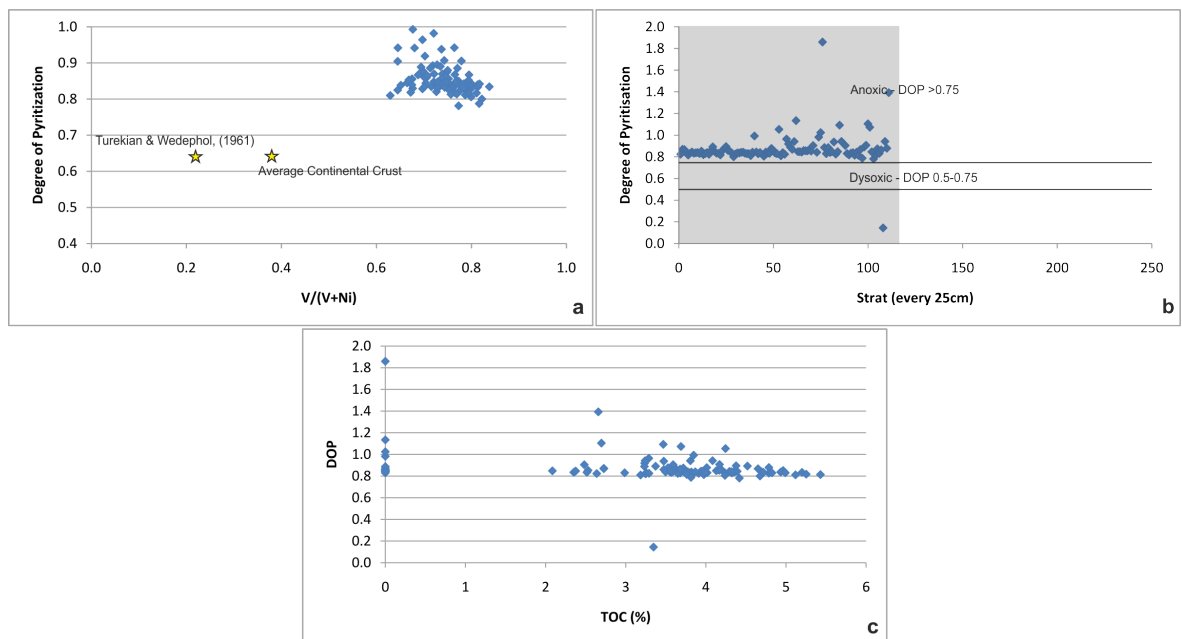 Degree of Pyritization
1.0
0.9
0.8
0.7
0.6
0.5
0.4
Turekian & Wedephol, (1961)
Average Continental Crust
0.0 0.2 0.4 0.6 0.8 1.0
V/(V+Ni)
a
Degree of Pyritisation
2.0
1.8
1.6
1.4
1.2
1.0
0.8
0.6
0.4
0.2
0.0
Anoxic - DOP >0.75
Dysoxic - DOP 0.5-0.75
0 50 100 150 200 250
Strat (every 25cm)
b
DOP
2.0
1.8
1.6
1.4
1.2
1.0
0.8
0.6
0.4
0.2
0.0
0 1 2 3 4 5 6
TOC (%)
c